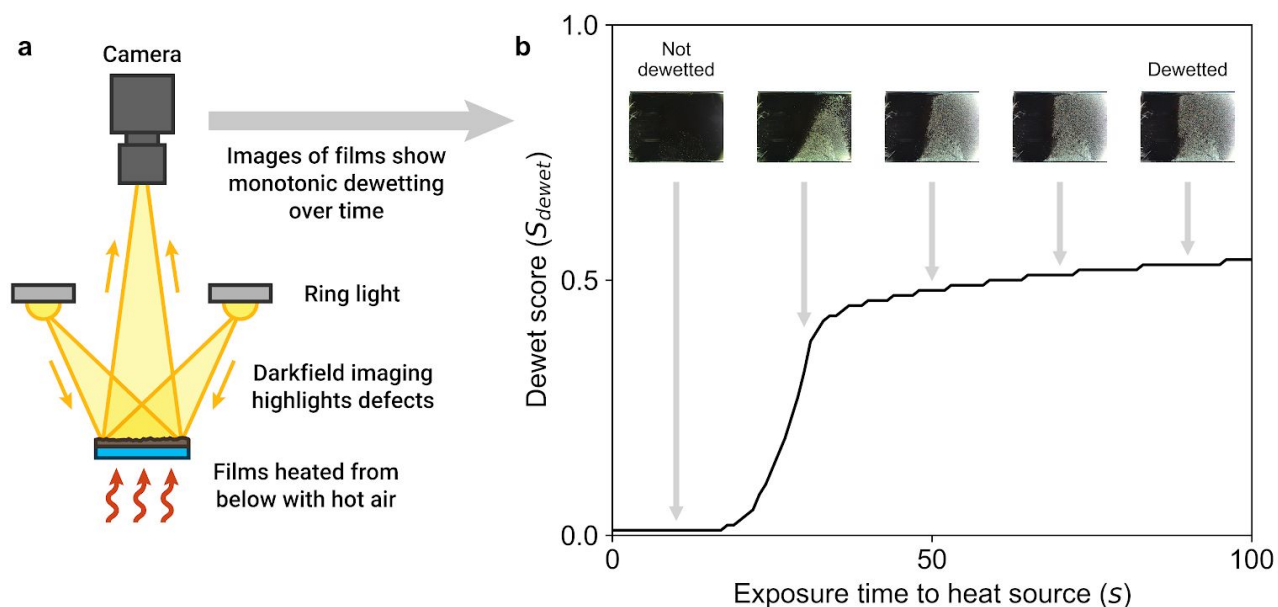 a
Camera
Images of films show
monotonic dewetting
over time
Ring light
Darkfield imaging
highlights defects
Films heated from
below with hot air
b
Dewet score (S_dewet)
1.0
0.5
0.0
Not
dewetted
Dewetted
0
50
100
Exposure time to heat source (s)